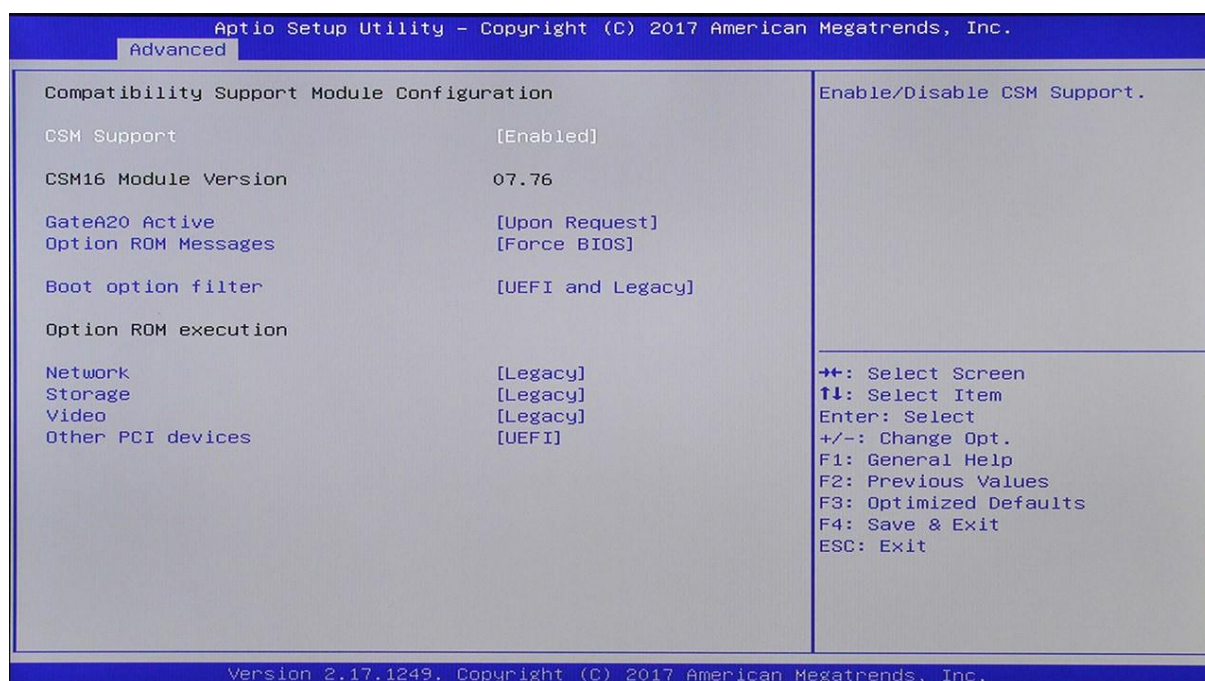 Aptio Setup Utility – Copyright (C) 2017 American Megatrends, Inc.
Advanced
Compatibility Support Module Configuration
CSM Support [Enabled]
CSM16 Module Version 07.76
GateA20 Active [Upon Request]
Option ROM Messages [Force BIOS]
Boot option filter [UEFI and Legacy]
Option ROM execution
Network [Legacy]
Storage [Legacy]
Video [Legacy]
Other PCI devices [UEFI]
Enable/Disable CSM Support.
→←: Select Screen
↑↓: Select Item
Enter: Select
+/-: Change Opt.
F1: General Help
F2: Previous Values
F3: Optimized Defaults
F4: Save & Exit
ESC: Exit
Version 2.17.1249. Copyright (C) 2017 American Megatrends, Inc.